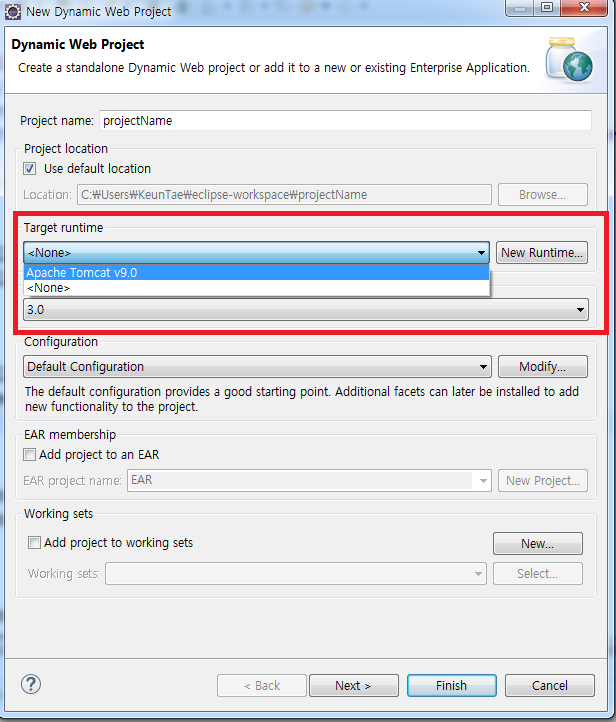 New Dynamic Web Project
Dynamic Web Project
Create a standalone Dynamic Web project or add it to a new or existing Enterprise Application.
Project name: projectName
Project location
Use default location
Location: C:₩Users₩KeunTae₩eclipse-workspace₩projectName Browse...
Target runtime
<None> New Runtime...
Apache Tomcat v9.0
<None>
3.0
Configuration
Default Configuration Modify...
The default configuration provides a good starting point. Additional facets can later be installed to add
new functionality to the project.
EAR membership
Add project to an EAR
EAR project name: EAR New Project...
Working sets
Add project to working sets New...
Working sets: Select...
? < Back Next > Finish Cancel